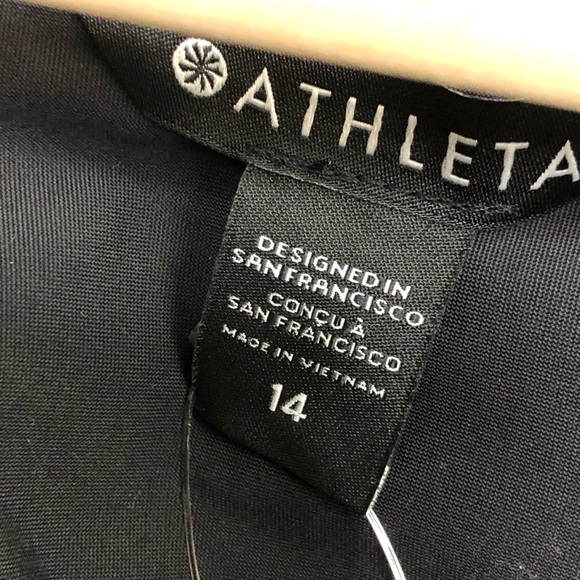 ATHLETA
DESIGNED IN
SAN FRANCISCO
CONÇU À
SAN FRANCISCO
MADE IN VIETNAM
14